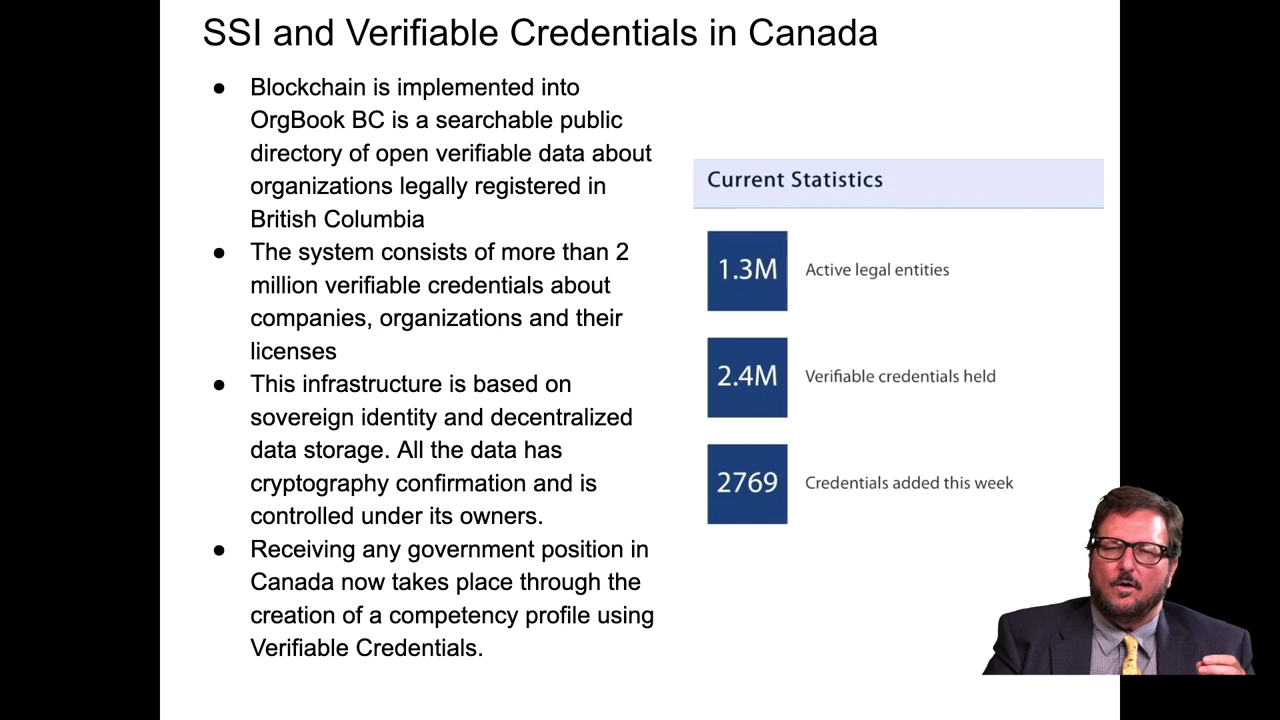 SSI and Verifiable Credentials in Canada
● Blockchain is implemented into
OrgBook BC is a searchable public
directory of open verifiable data about
organizations legally registered in
British Columbia
● The system consists of more than 2
million verifiable credentials about
companies, organizations and their
licenses
● This infrastructure is based on
sovereign identity and decentralized
data storage. All the data has
cryptography confirmation and is
controlled under its owners.
● Receiving any government position in
Canada now takes place through the
creation of a competency profile using
Verifiable Credentials.
Current Statistics
1.3M Active legal entities
2.4M Verifiable credentials held
2769 Credentials added this week